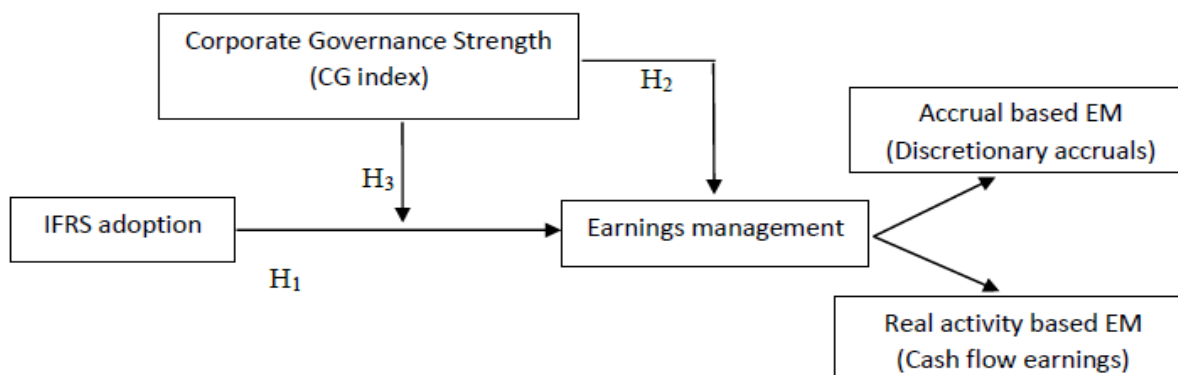 Corporate Governance Strength
(CG index)
H₂
Accrual based EM
(Discretionary accruals)
H₃
IFRS adoption
Earnings management
H₁
Real activity based EM
(Cash flow earnings)